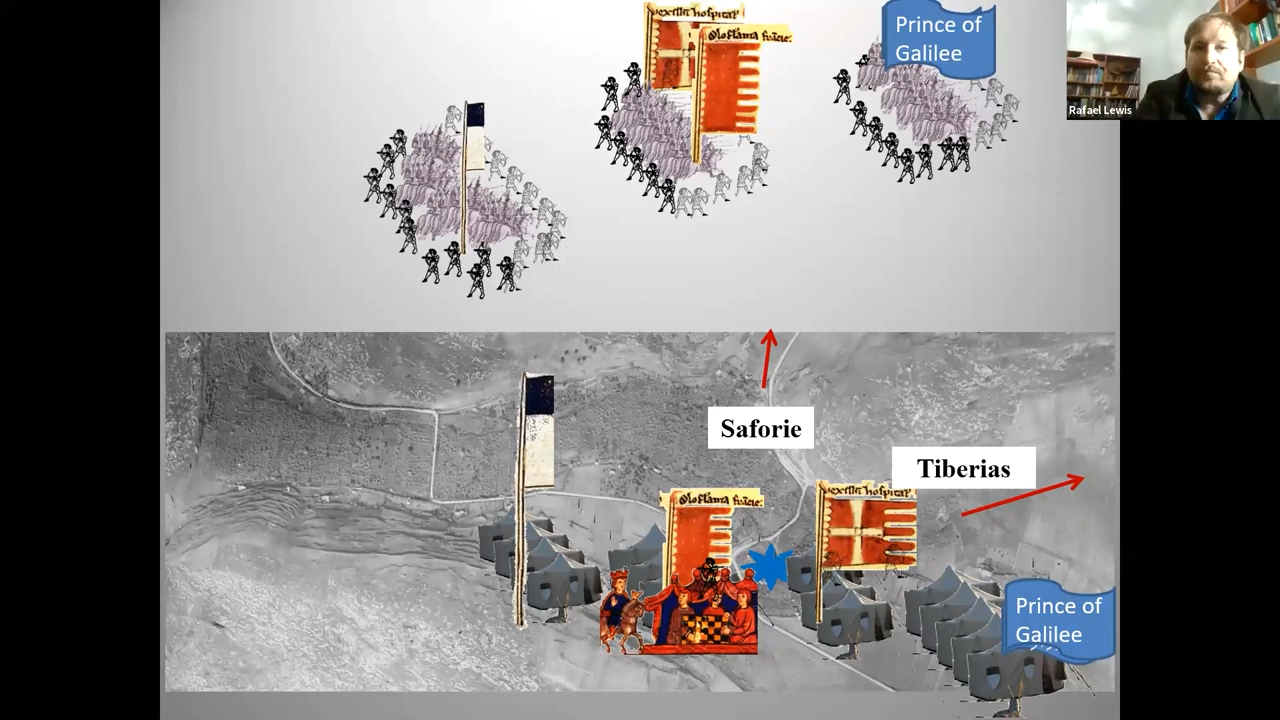 Prince of
Galilee
Rafael Lewis
Saforie
Tiberias
Prince of
Galilee